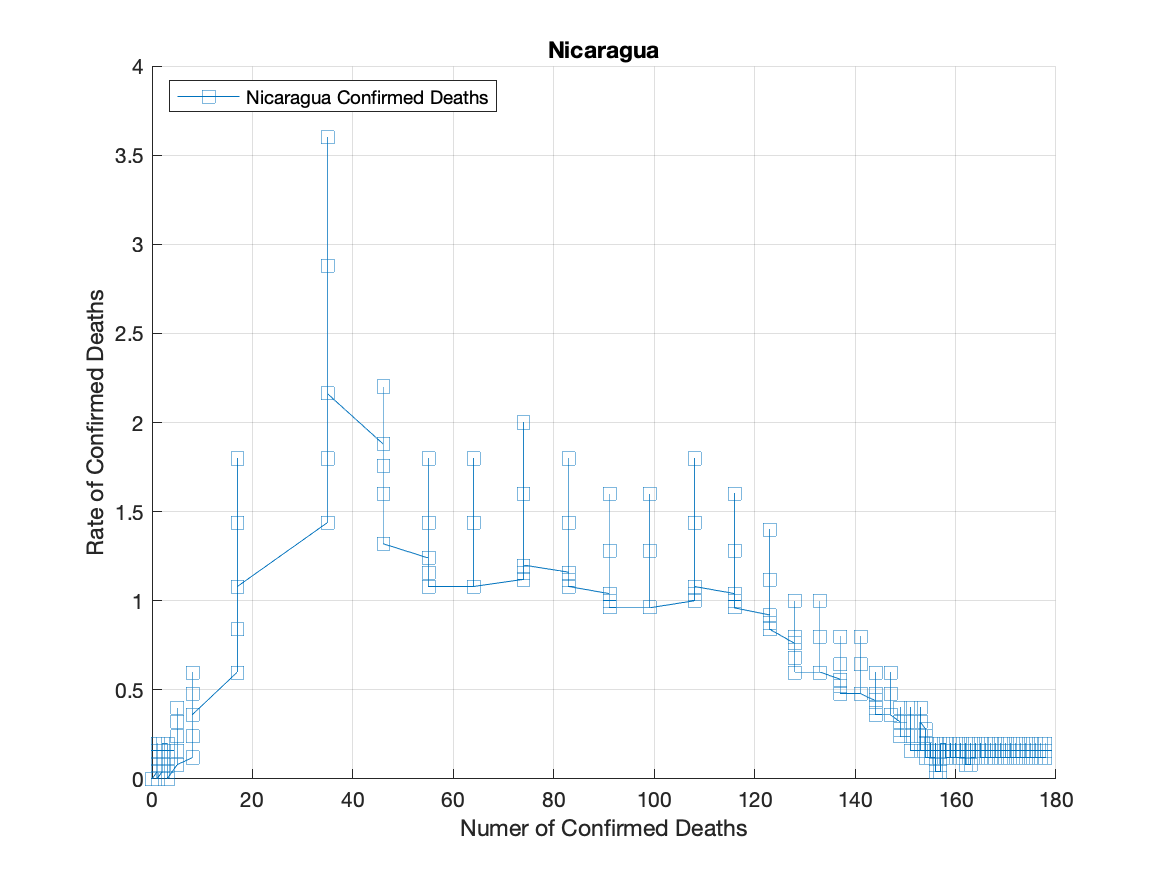 Nicaragua
Nicaragua Confirmed Deaths
4
3.5
3
2.5
2
1.5
1
0.5
0
Rate of Confirmed Deaths
0 20 40 60 80 100 120 140 160 180
Numer of Confirmed Deaths